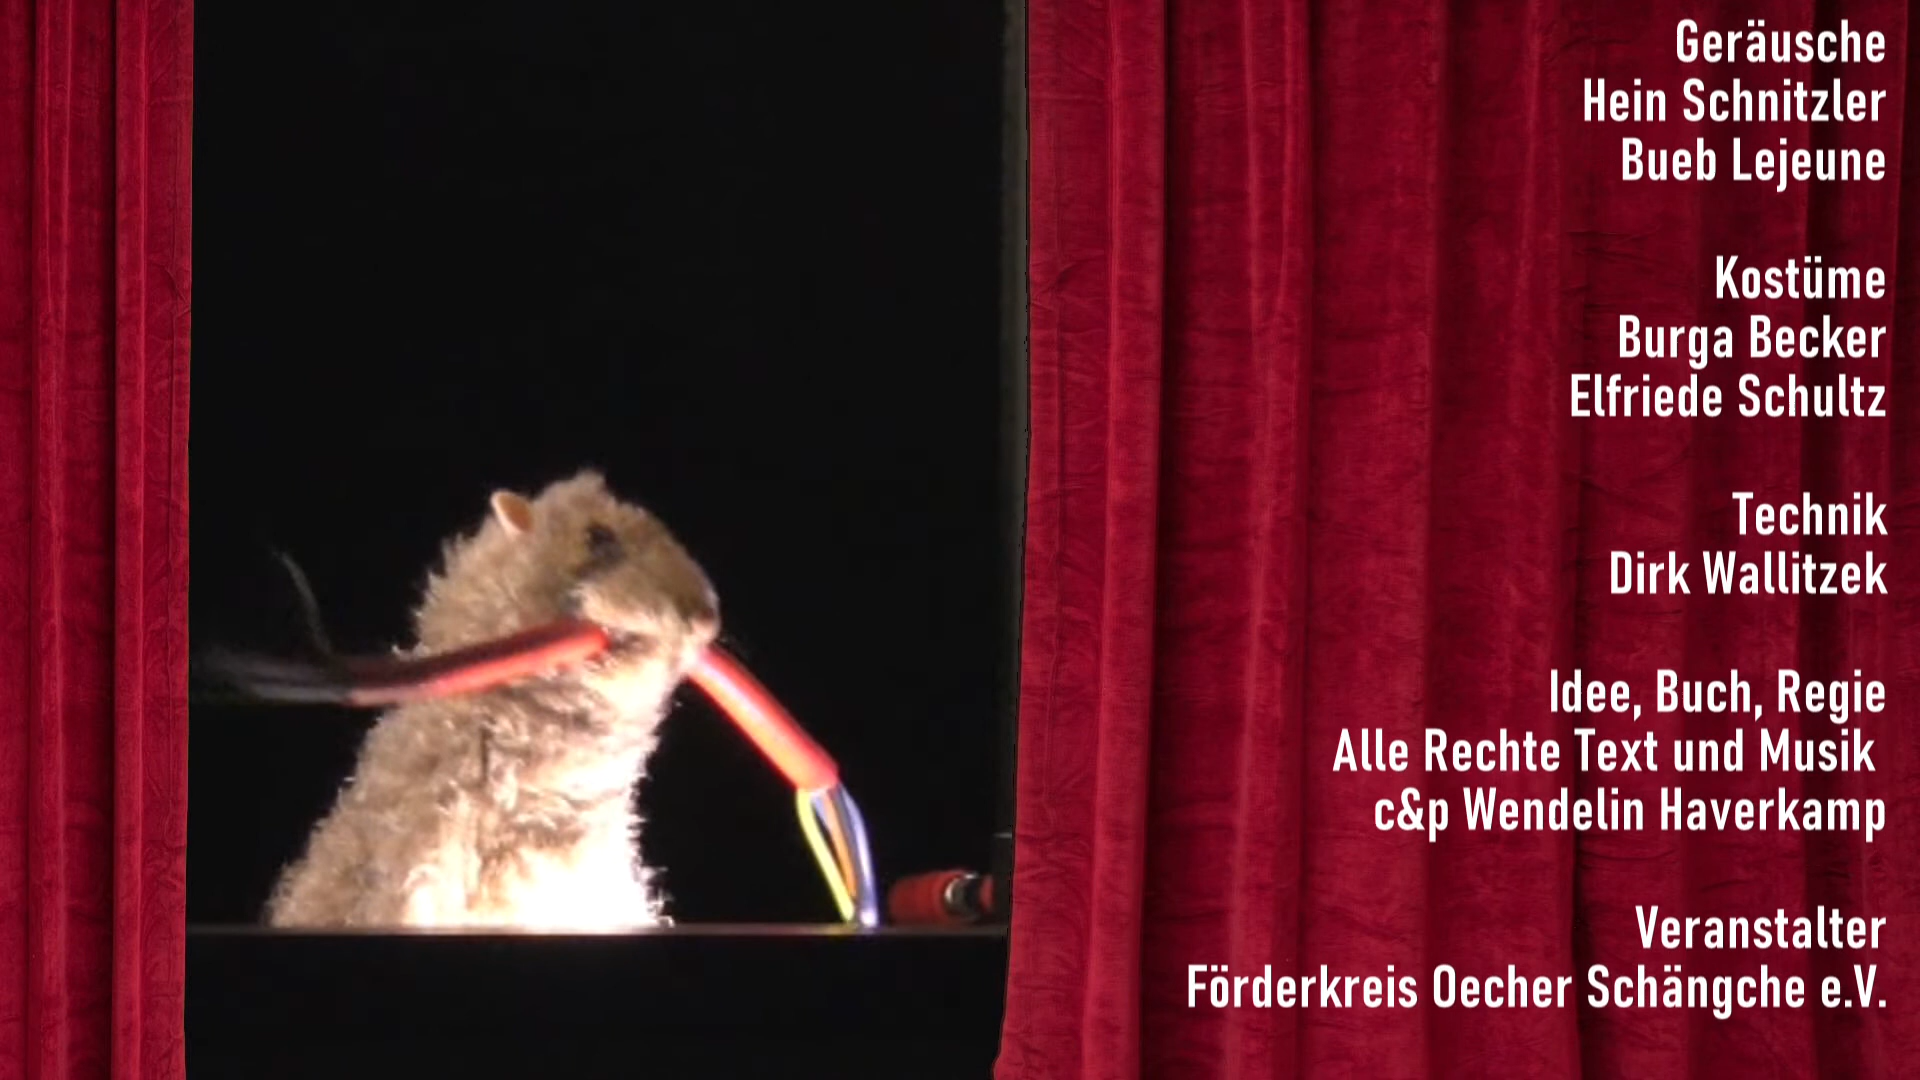 Geräusche
Hein Schnitzler
Bueb Lejeune
Kostüme
Burga Becker
Elfriede Schultz
Technik
Dirk Wallitzek
Idee, Buch, Regie
Alle Rechte Text und Musik
c&p Wendelin Haverkamp
Veranstalter
Förderkreis Oecher Schängche e.V.